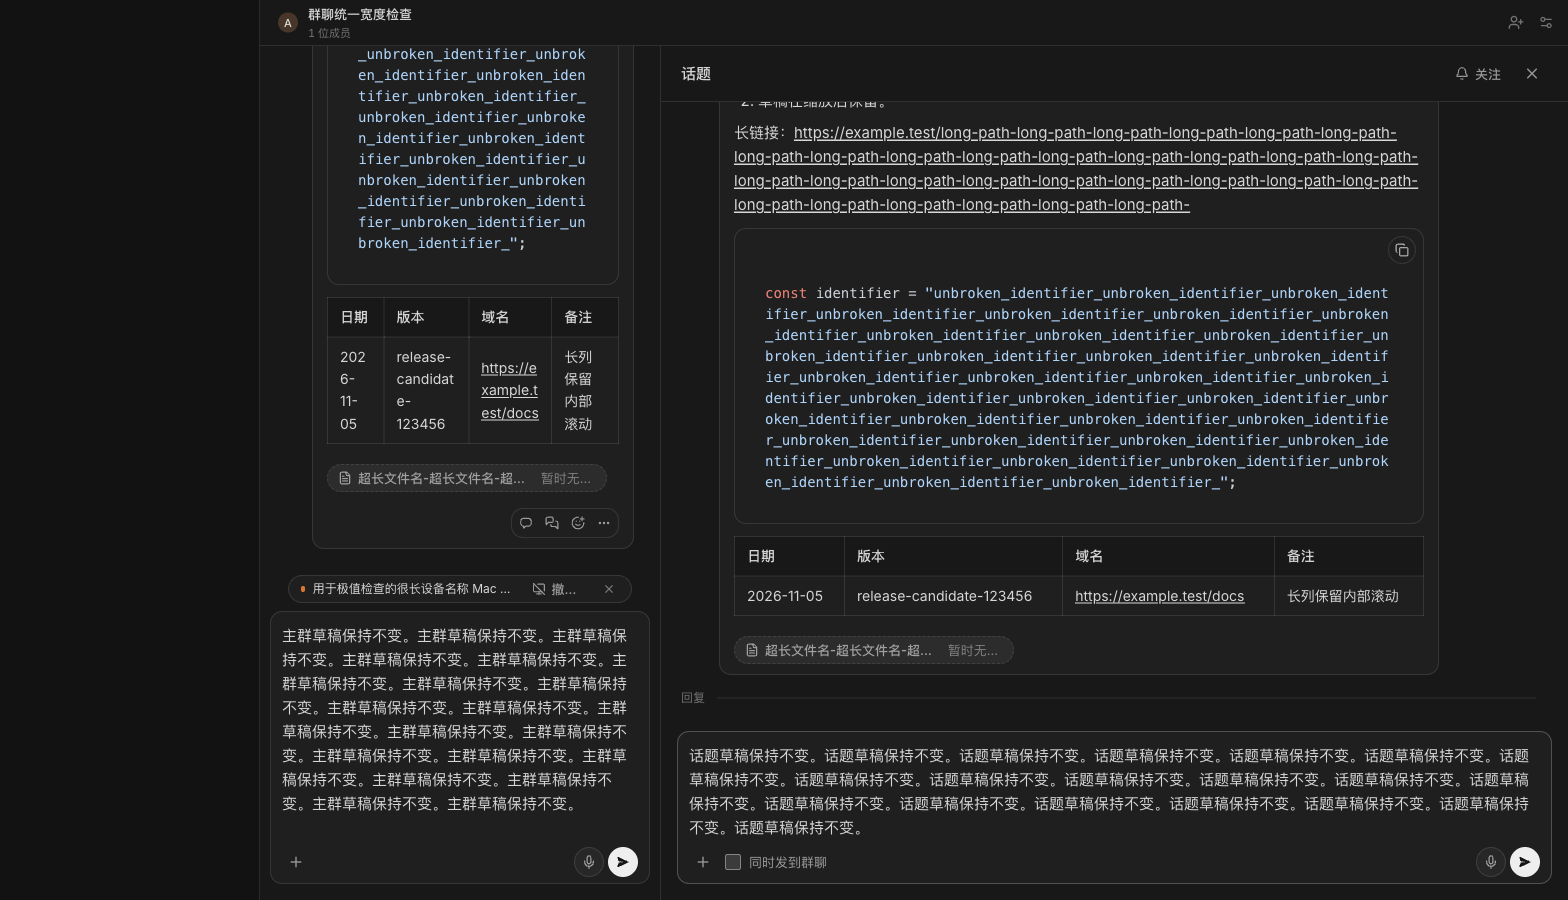 A
群聊统一宽度检查
1 位成员
_unbroken_identifier_unbrok
en_identifier_unbroken_iden
tifier_unbroken_identifier_
unbroken_identifier_unbroke
n_identifier_unbroken_ident
ifier_unbroken_identifier_u
nbroken_identifier_unbroken
_identifier_unbroken_identi
fier_unbroken_identifier_un
broken_identifier_";
日期 版本 域名 备注
202
6-
11-
05
release-
candidat
e-
123456
https://e
xample.t
est/docs
长列
保留
内部
滚动
超长文件名-超长文件名-超... 暂时无...
用于极值检查的很长设备名称 Mac ... 撤...
主群草稿保持不变。主群草稿保持不变。主群草稿保
持不变。主群草稿保持不变。主群草稿保持不变。主
群草稿保持不变。主群草稿保持不变。主群草稿保持
不变。主群草稿保持不变。主群草稿保持不变。主群
草稿保持不变。主群草稿保持不变。主群草稿保持不
变。主群草稿保持不变。主群草稿保持不变。主群草
稿保持不变。主群草稿保持不变。主群草稿保持不
变。主群草稿保持不变。主群草稿保持不变。
话题
关注
2. 草稿在缩放后保留。
长链接：https://example.test/long-path-long-path-long-path-long-path-long-path-long-path-
long-path-long-path-long-path-long-path-long-path-long-path-long-path-long-path-long-path-
long-path-long-path-long-path-long-path-long-path-long-path-long-path-long-path-long-path-
long-path-long-path-long-path-long-path-long-path-long-path-
const identifier = "unbroken_identifier_unbroken_identifier_unbroken_ident
ifier_unbroken_identifier_unbroken_identifier_unbroken_identifier_unbroken
_identifier_unbroken_identifier_unbroken_identifier_unbroken_identifier_un
broken_identifier_unbroken_identifier_unbroken_identifier_unbroken_identif
ier_unbroken_identifier_unbroken_identifier_unbroken_identifier_unbroken_i
dentifier_unbroken_identifier_unbroken_identifier_unbroken_identifier_unbr
oken_identifier_unbroken_identifier_unbroken_identifier_unbroken_identifie
r_unbroken_identifier_unbroken_identifier_unbroken_identifier_unbroken_ide
ntifier_unbroken_identifier_unbroken_identifier_unbroken_identifier_unbrok
en_identifier_unbroken_identifier_unbroken_identifier_";
日期 版本 域名 备注
2026-11-05 release-candidate-123456 https://example.test/docs 长列保留内部滚动
超长文件名-超长文件名-超... 暂时无...
回复
话题草稿保持不变。话题草稿保持不变。话题草稿保持不变。话题草稿保持不变。话题草稿保持不变。话题草稿保持不变。话题
草稿保持不变。话题草稿保持不变。话题草稿保持不变。话题草稿保持不变。话题草稿保持不变。话题草稿保持不变。话题草稿
保持不变。话题草稿保持不变。话题草稿保持不变。话题草稿保持不变。话题草稿保持不变。话题草稿保持不变。话题草稿保持
不变。话题草稿保持不变。
同时发到群聊